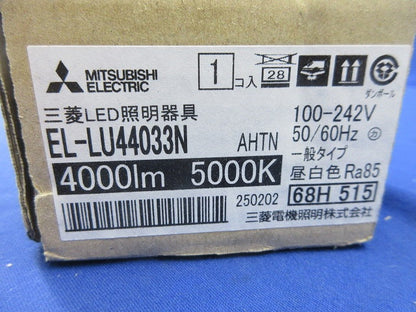 MITSUBISHI
ELECTRIC
1 コ入
28
ダンボール
三菱LED照明器具
100-242V
EL-LU44033N AHTN
50/60Hz
一般タイプ
4000lm 5000K
昼白色 Ra85
250202
68H 515
三菱電機照明株式会社